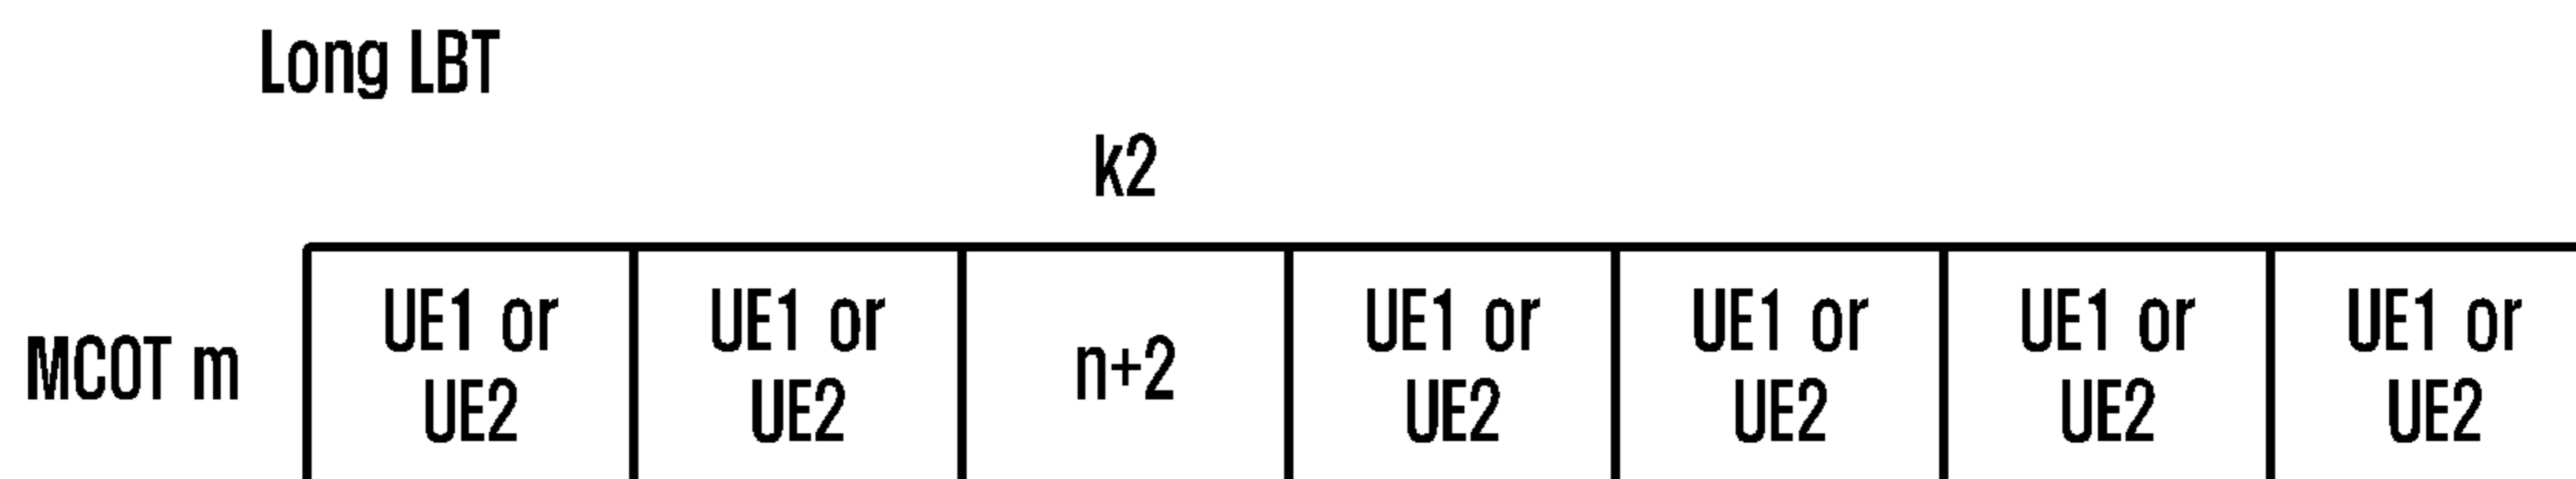 Long LBT
k2
MCOT m
UE1 or
UE2
UE1 or
UE2
n+2
UE1 or
UE2
UE1 or
UE2
UE1 or
UE2
UE1 or
UE2